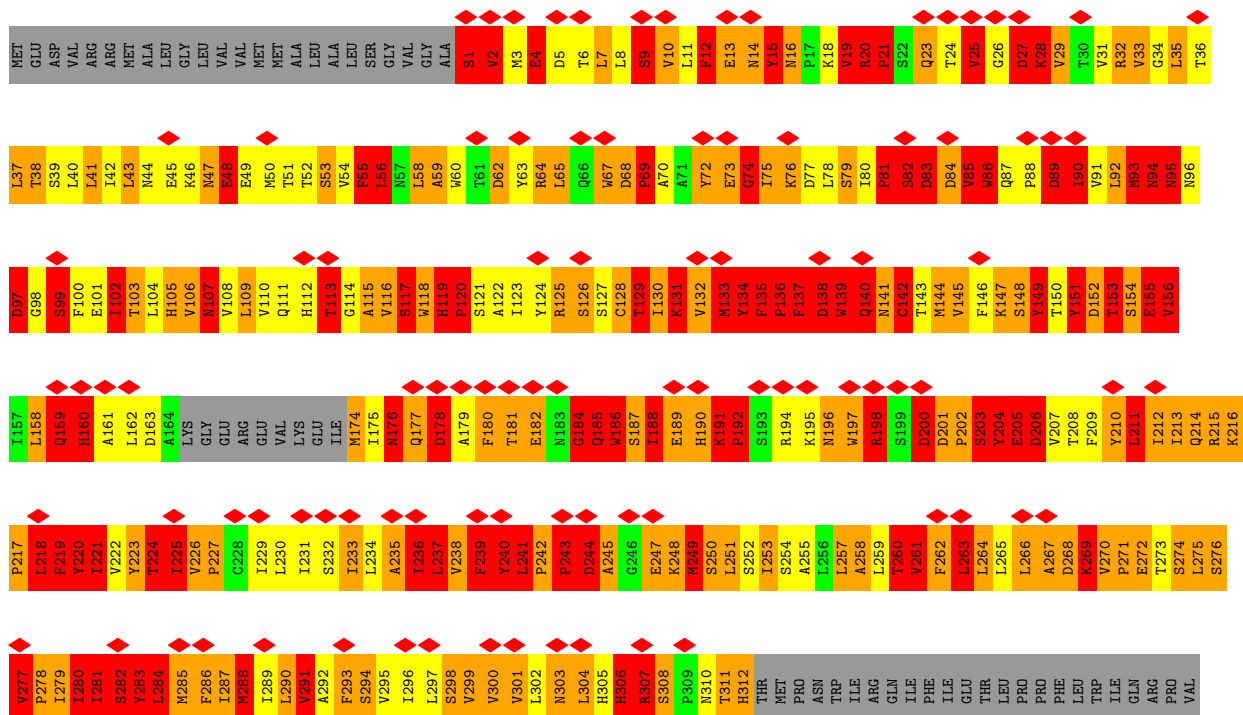 MET GLU ASP VAL ARG ARG MET ALA LEU GLY LEU VAL VAL MET MET ALA LEU ALA LEU SER GLY VAL GLY ALA S1 V2 M3 E4 D5 T6 L7 L8 S9 V10 L11 F12 E13 N14 Y15 N16 P17 K18 V19 R20 P21 S22 Q23 T24 V25 G26 D27 K28 V29 T30 V31 R32 V33 G34 L35 T36
L37 T38 S39 L40 L41 I42 L43 N44 E45 K46 N47 E48 E49 M50 T51 T52 S53 V54 F55 L56 N57 L58 A59 W60 T61 D62 Y63 R64 L65 Q66 W67 D68 P69 A70 A71 Y72 E73 G74 I75 K76 D77 L78 S79 I80 P81 S82 D83 D84 V85 W86 Q87 P88 D89 I90 V91 L92 M93 N94 N95 N96
D97 G98 S99 F100 E101 I102 T103 L104 H105 V106 N107 V108 L109 V110 Q111 H112 T113 G114 A115 V116 S117 W118 H119 P120 S121 A122 I123 Y124 R125 S126 S127 C128 T129 I130 K131 V132 M133 Y134 F135 P136 F137 D138 W139 Q140 N141 C142 T143 M144 V145 F146 K147 S148 Y149 T150 Y151 D152 T153 S154 E155 V156
I157 L158 Q159 H160 A161 L162 D163 A164 LYS GLY GLU ARG GLU VAL LYS GLU ILE M174 I175 N176 Q177 D178 A179 F180 T181 E182 N183 G184 Q185 W186 S187 I188 E189 H190 K191 P192 S193 R194 K195 N196 W197 R198 S199 D200 D201 P202 S203 Y204 E205 D206 V207 T208 F209 Y210 L211 I212 I213 Q214 R215 K216
P217 L218 F219 Y220 I221 V222 Y223 T224 I225 V226 P227 C228 I229 L230 I231 S232 I233 L234 A235 I236 L237 V238 F239 Y240 L241 P242 P243 D244 A245 G246 E247 K248 M249 S250 L251 S252 I253 S254 A255 L256 L257 A258 L259 T260 V261 F262 L263 L264 L265 L266 A267 D268 K269 V270 P271 E272 T273 S274 L275 S276
V277 P278 I279 I280 I281 S282 Y283 L284 M285 F286 I287 M288 I289 L290 V291 A292 F293 S294 V295 I296 L297 S298 V299 V300 V301 L302 N303 L304 H305 H306 R307 S308 P309 N310 T311 H312 THR MET PRO ASN TRP ILE ARG GLN ILE PHE ILE GLU THR LEU PRO PRO PHE LEU TRP ILE GLN ARG PRO VAL